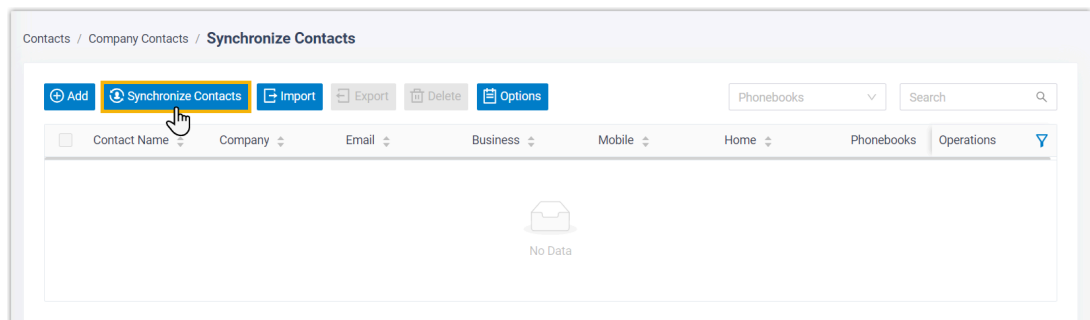 Contacts / Company Contacts / Synchronize Contacts
Add Synchronize Contacts Import Export Delete Options Phonebooks Search
Contact Name Company Email Business Mobile Home Phonebooks Operations
No Data